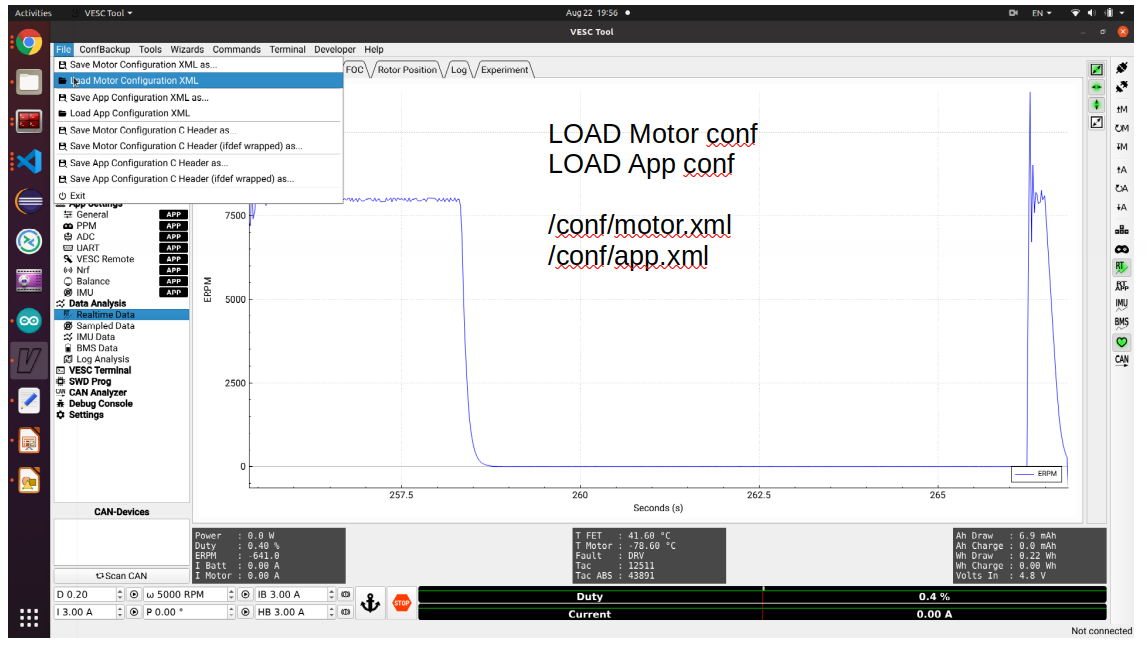 Activities VESC Tool Aug 22 19:56 EN
VESC Tool
File ConfBackup Tools Wizards Commands Terminal Developer Help
Save Motor Configuration XML as...
Load Motor Configuration XML
Save App Configuration XML as...
Load App Configuration XML
Save Motor Configuration C Header as...
Save Motor Configuration C Header (ifdef wrapped) as...
Save App Configuration C Header as...
Save App Configuration C Header (ifdef wrapped) as...
Exit
FOC Rotor Position Log Experiment
App Settings
General APP
PPM APP
ADC APP
UART APP
VESC Remote APP
Nrf APP
Balance APP
IMU APP
Data Analysis
Realtime Data
Sampled Data
IMU Data
BMS Data
Log Analysis
VESC Terminal
SWD Prog
CAN Analyzer
Debug Console
Settings
CAN-Devices
Scan CAN
LOAD Motor conf
LOAD App conf
/conf/motor.xml
/conf/app.xml
ERPM
7500
5000
2500
0
257.5 260 262.5 265
Seconds (s)
ERPM
M
M
M
A
A
A
RT
RT
APP
IMU
BMS
CAN
Power : 0.0 W
Duty : 0.40 %
ERPM : -641.0
I Batt : 0.00 A
I Motor : 0.00 A
T FET : 41.60 °C
T Motor : -78.60 °C
Fault : DRV
Tac : 12511
Tac ABS : 43891
Ah Draw : 6.9 mAh
Ah Charge : 0.0 mAh
Wh Draw : 0.22 Wh
Wh Charge : 0.00 Wh
Volts In : 4.8 V
D 0.20 ω 5000 RPM IB 3.00 A
I 3.00 A P 0.00 ° HB 3.00 A
STOP
Duty 0.4 %
Current 0.00 A
Not connected